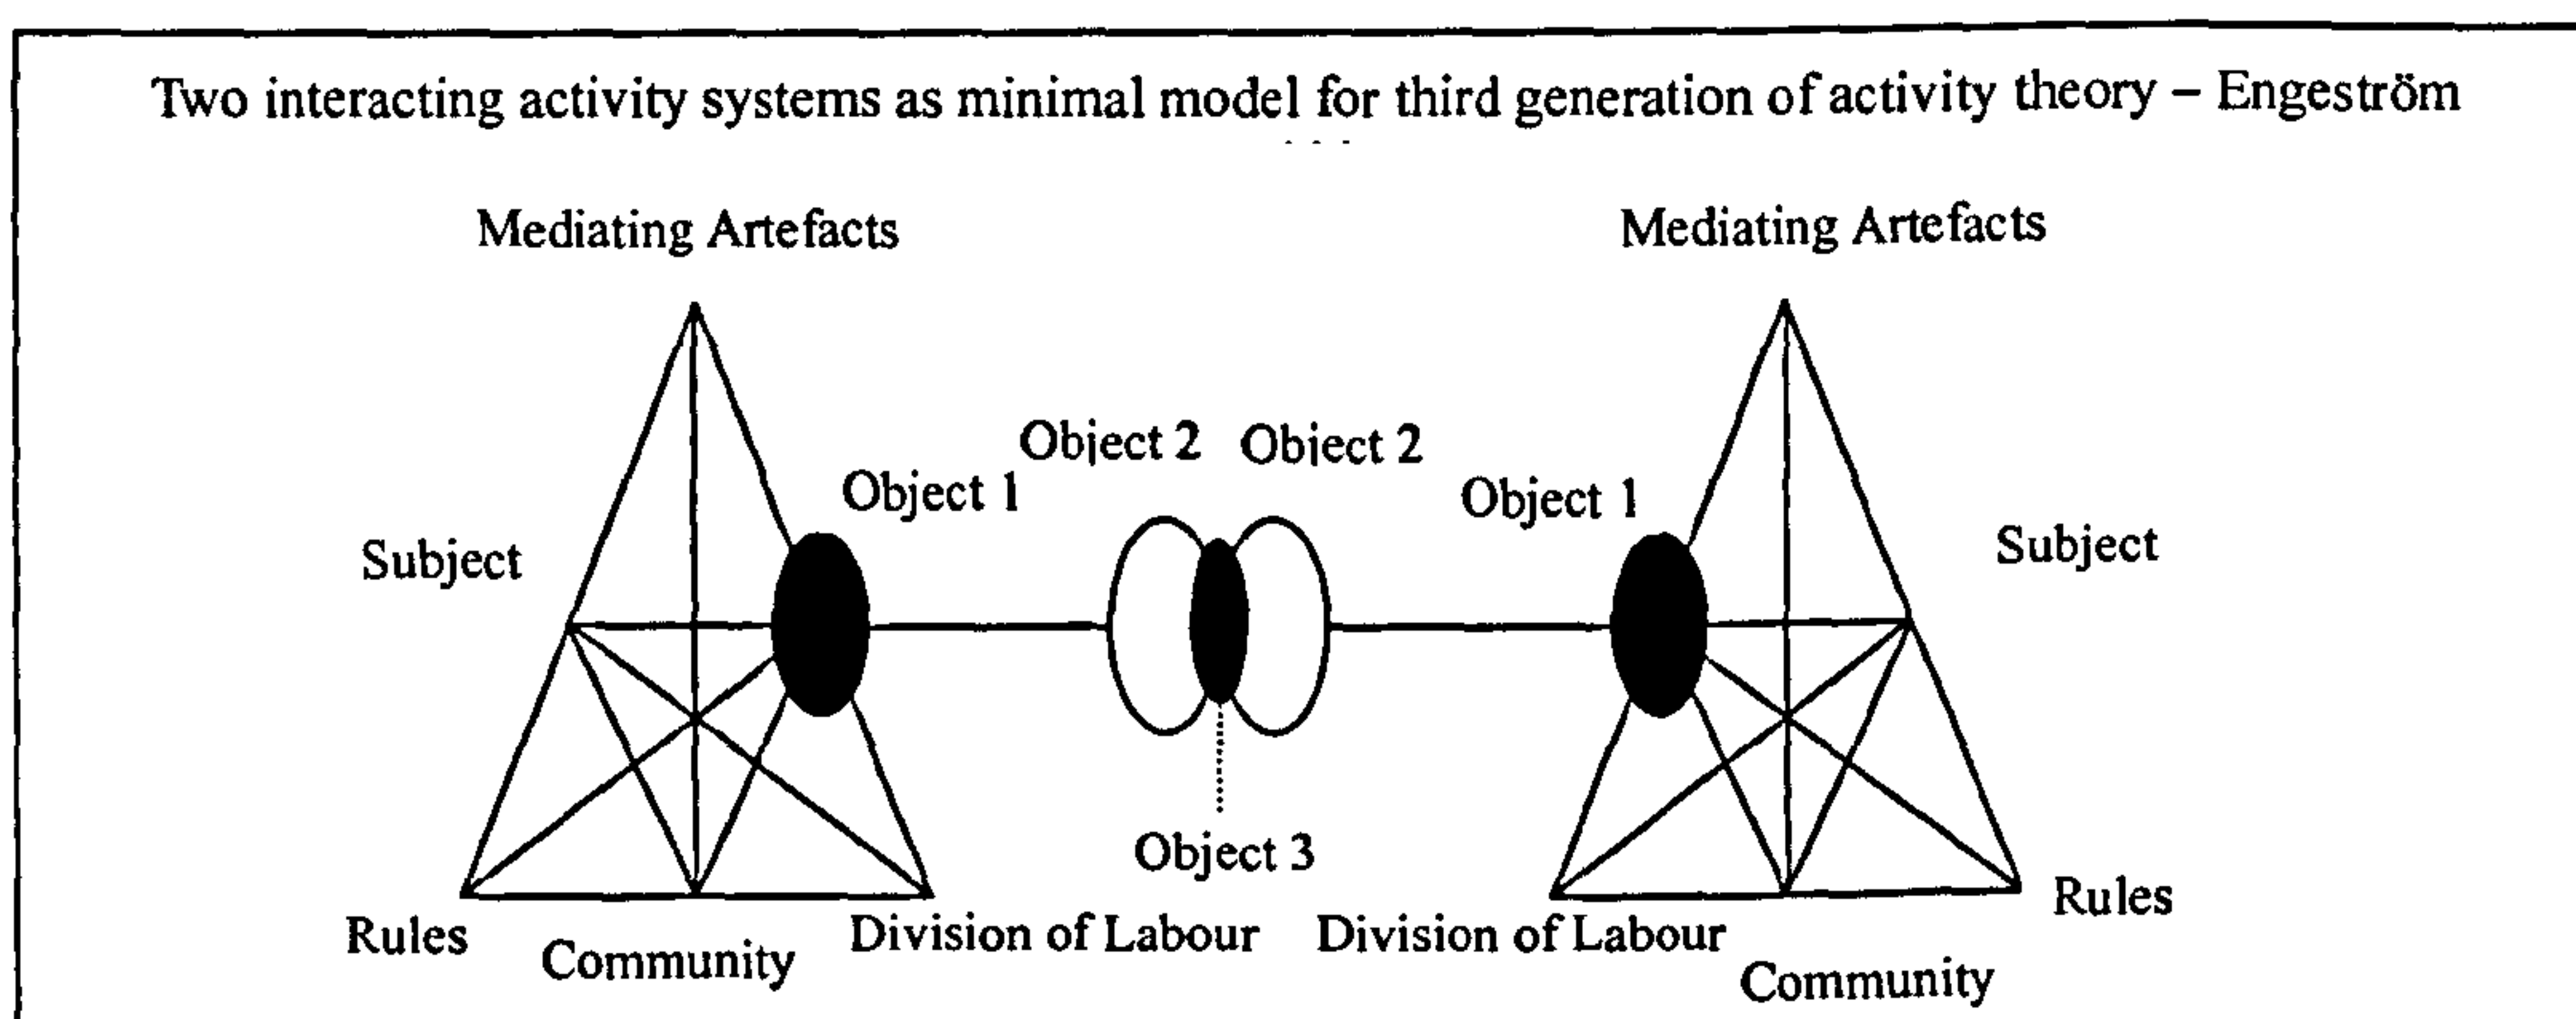 Two interacting activity systems as minimal model for third generation of activity theory – Engeström
Mediating Artefacts
Mediating Artefacts
Object 2
Object 2
Object 1
Object 1
Subject
Subject
Object 3
Rules
Community
Division of Labour
Division of Labour
Community
Rules